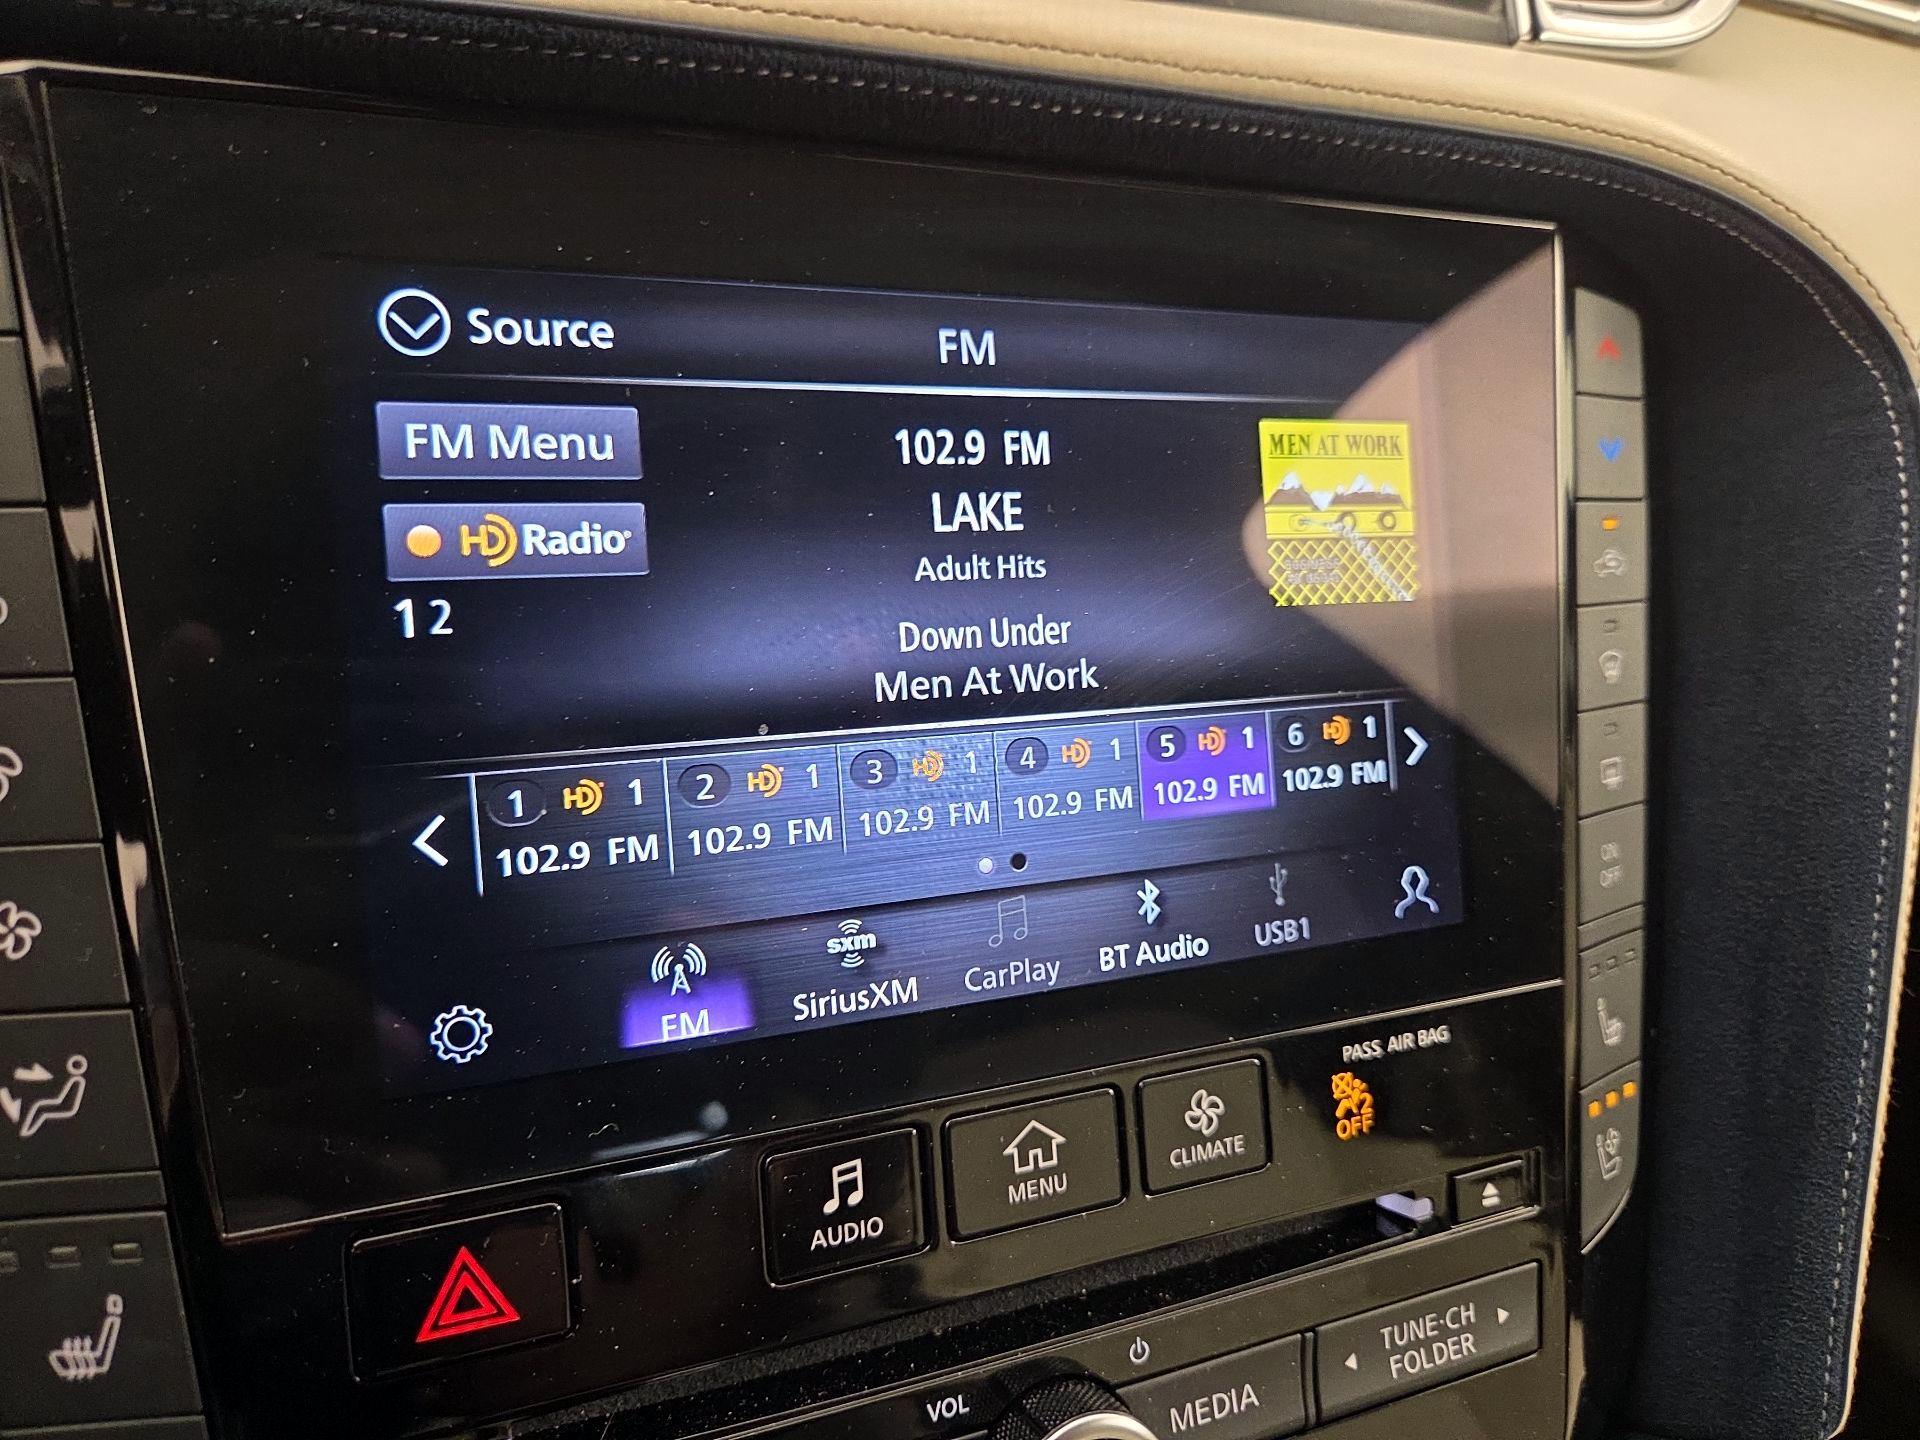 Source
FM
FM Menu
102.9 FM
MEN AT WORK
LAKE
HD Radio®
Adult Hits
1 2
Down Under
Men At Work
1 HD 1
102.9 FM
2 HD 1
102.9 FM
3 HD 1
102.9 FM
4 HD 1
102.9 FM
5 HD 1
102.9 FM
6 HD 1
102.9 FM
FM
sxm
SiriusXM
CarPlay
BT Audio
USB1
ON
OFF
PASS AIR BAG
2
OFF
AUDIO
MENU
CLIMATE
VOL
MEDIA
TUNE·CH
FOLDER